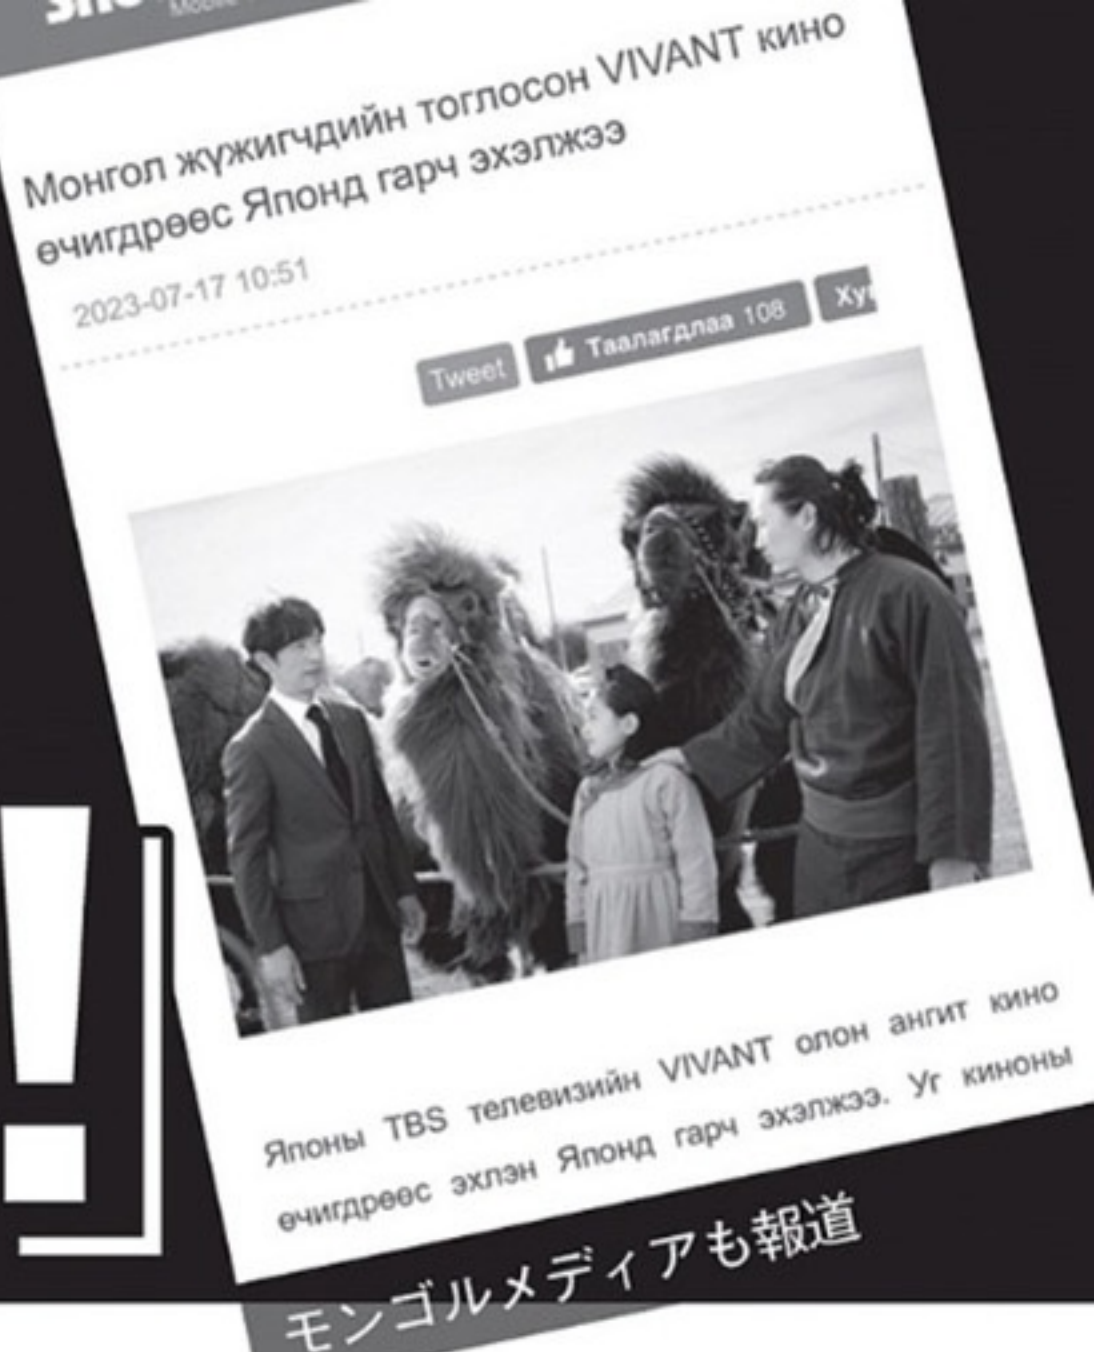 Монгол жүжигчдийн тоглосон VIVANT кино
өчигдрөөс Японд гарч эхэлжээ
2023-07-17 10:51
Tweet
Таалагдлаа 108
Японы TBS телевизийн VIVANT олон ангит кино
өчигдрөөс эхлэн Японд гарч эхэлжээ. Уг киноны
!
モンゴルメディアも報道